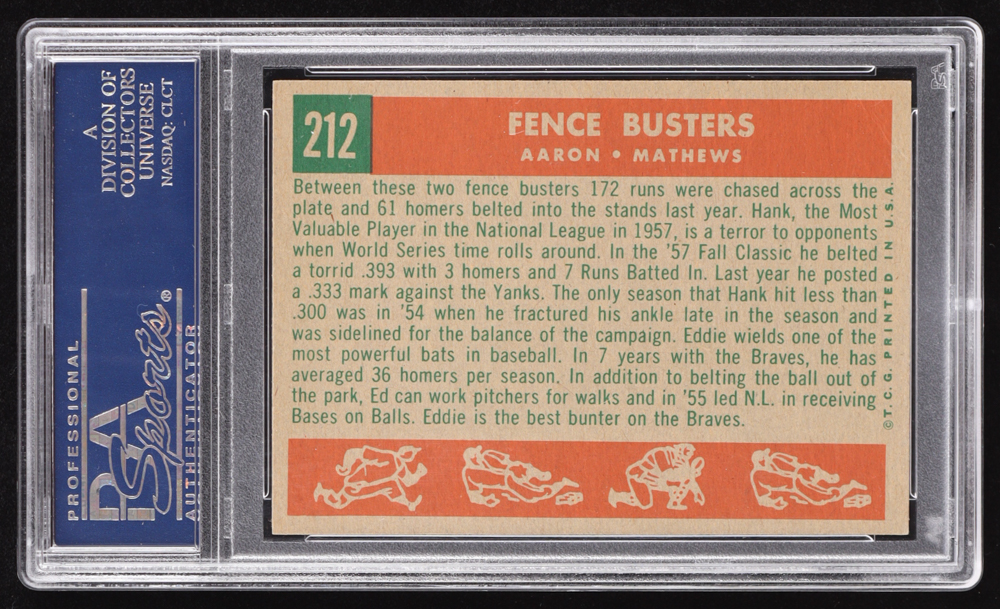 A
DIVISION OF
COLLECTORS
UNIVERSE
NASDAQ: CLCT
PROFESSIONAL
PSA
Sports®
AUTHENTICATOR
212
FENCE BUSTERS
AARON • MATHEWS
Between these two fence busters 172 runs were chased across the
plate and 61 homers belted into the stands last year. Hank, the Most
Valuable Player in the National League in 1957, is a terror to opponents
when World Series time rolls around. In the '57 Fall Classic he belted
a torrid .393 with 3 homers and 7 Runs Batted In. Last year he posted
a .333 mark against the Yanks. The only season that Hank hit less than
.300 was in '54 when he fractured his ankle late in the season and
was sidelined for the balance of the campaign. Eddie wields one of the
most powerful bats in baseball. In 7 years with the Braves, he has
averaged 36 homers per season. In addition to belting the ball out of
the park, Ed can work pitchers for walks and in '55 led N.L. in receiving
Bases on Balls. Eddie is the best bunter on the Braves.
©T.C.G. PRINTED IN U.S.A.
PSA